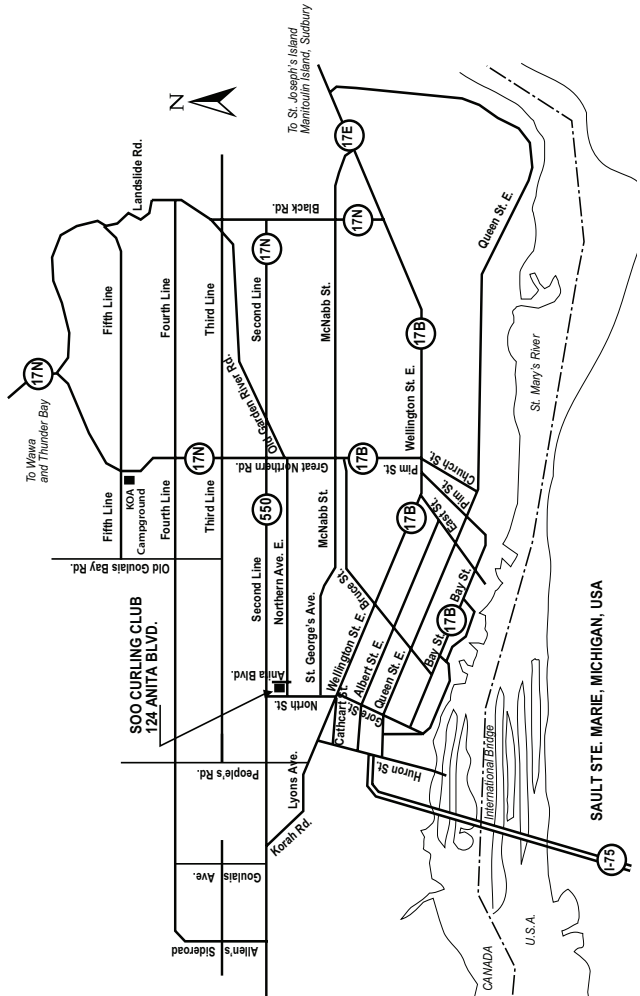 To Wawa
and Thunder Bay
17N
N
Landslide Rd.
Fifth Line
Fifth Line
KOA
Campground
Fourth Line
Fourth Line
17N
Third Line
Third Line
Old Goulais Bay Rd.
Old Garden River Rd.
Great Northern Rd.
Black Rd.
17N
17N
Second Line
Second Line
550
Northern Ave. E.
SOO CURLING CLUB
124 ANITA BLVD.
Anita Blvd.
North St.
People's Rd.
Goulais
Ave.
Allen's
Sideroad
Korah Rd.
Lyons Ave.
St. George's Ave.
McNabb St.
McNabb St.
To St. Joseph's Island
Manitoulin Island, Sudbury
17E
17B
Pim St.
Wellington St. E.
17B
Church St.
Pim St.
East St.
17B
Bruce St.
Wellington St. E.
Cathcart St.
Albert St. E.
Gore St.
Queen St. E.
Queen St. E.
Bay St.
Bay St.
17B
Huron St.
International Bridge
St. Mary's River
CANADA
U.S.A.
I-75
SAULT STE. MARIE, MICHIGAN, USA